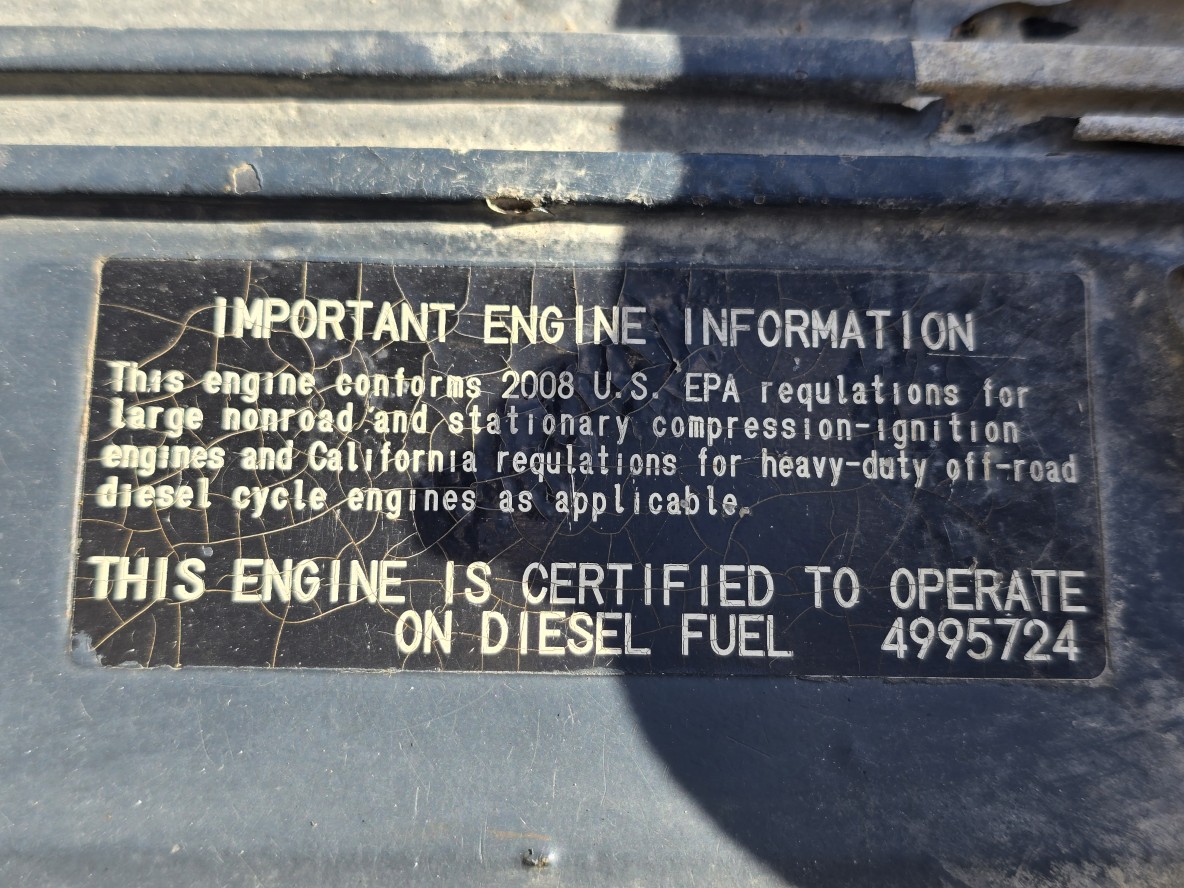 IMPORTANT ENGINE INFORMATION
This engine conforms 2008 U.S. EPA regulations for
large nonroad and stationary compression-ignition
engines and California regulations for heavy-duty off-road
diesel cycle engines as applicable.
THIS ENGINE IS CERTIFIED TO OPERATE
ON DIESEL FUEL 4995724